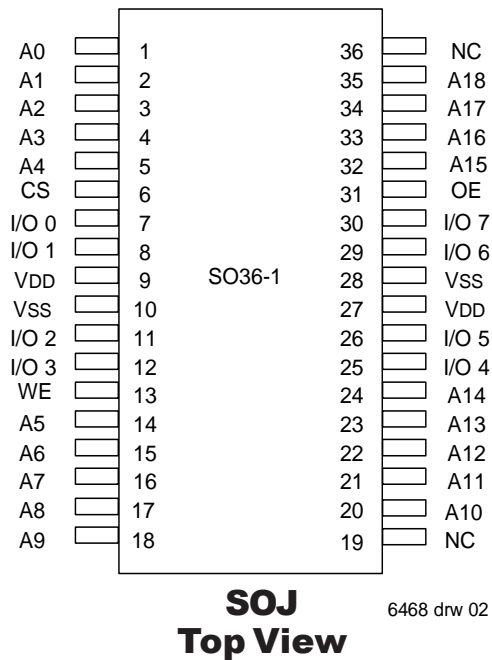 A0 1 36 NC
A1 2 35 A18
A2 3 34 A17
A3 4 33 A16
A4 5 32 A15
CS 6 31 OE
I/O 0 7 30 I/O 7
I/O 1 8 29 I/O 6
VDD 9 SO36-1 28 VSS
VSS 10 27 VDD
I/O 2 11 26 I/O 5
I/O 3 12 25 I/O 4
WE 13 24 A14
A5 14 23 A13
A6 15 22 A12
A7 16 21 A11
A8 17 20 A10
A9 18 19 NC
SOJ 6468 drw 02
Top View